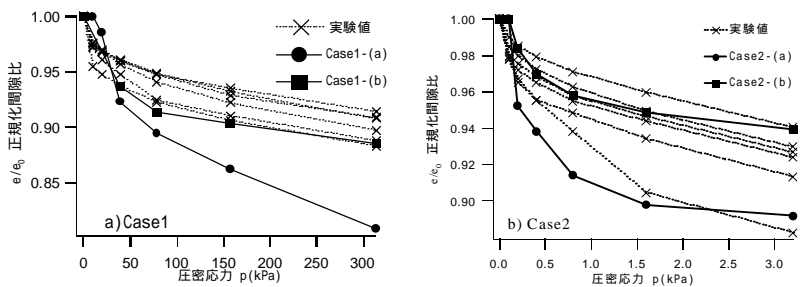 1.00
0.95
0.90
0.85
e/e0 正規化間隙比
0 50 100 150 200 250 300
圧密応力 p(kPa)
実験値
Case1-(a)
Case1-(b)
a)Case1
1.00
0.98
0.96
0.94
0.92
0.90
e/e0 正規化間隙比
0.0 0.5 1.0 1.5 2.0 2.5 3.0
圧密応力 p(kPa)
実験値
Case2-(a)
Case2-(b)
b) Case2